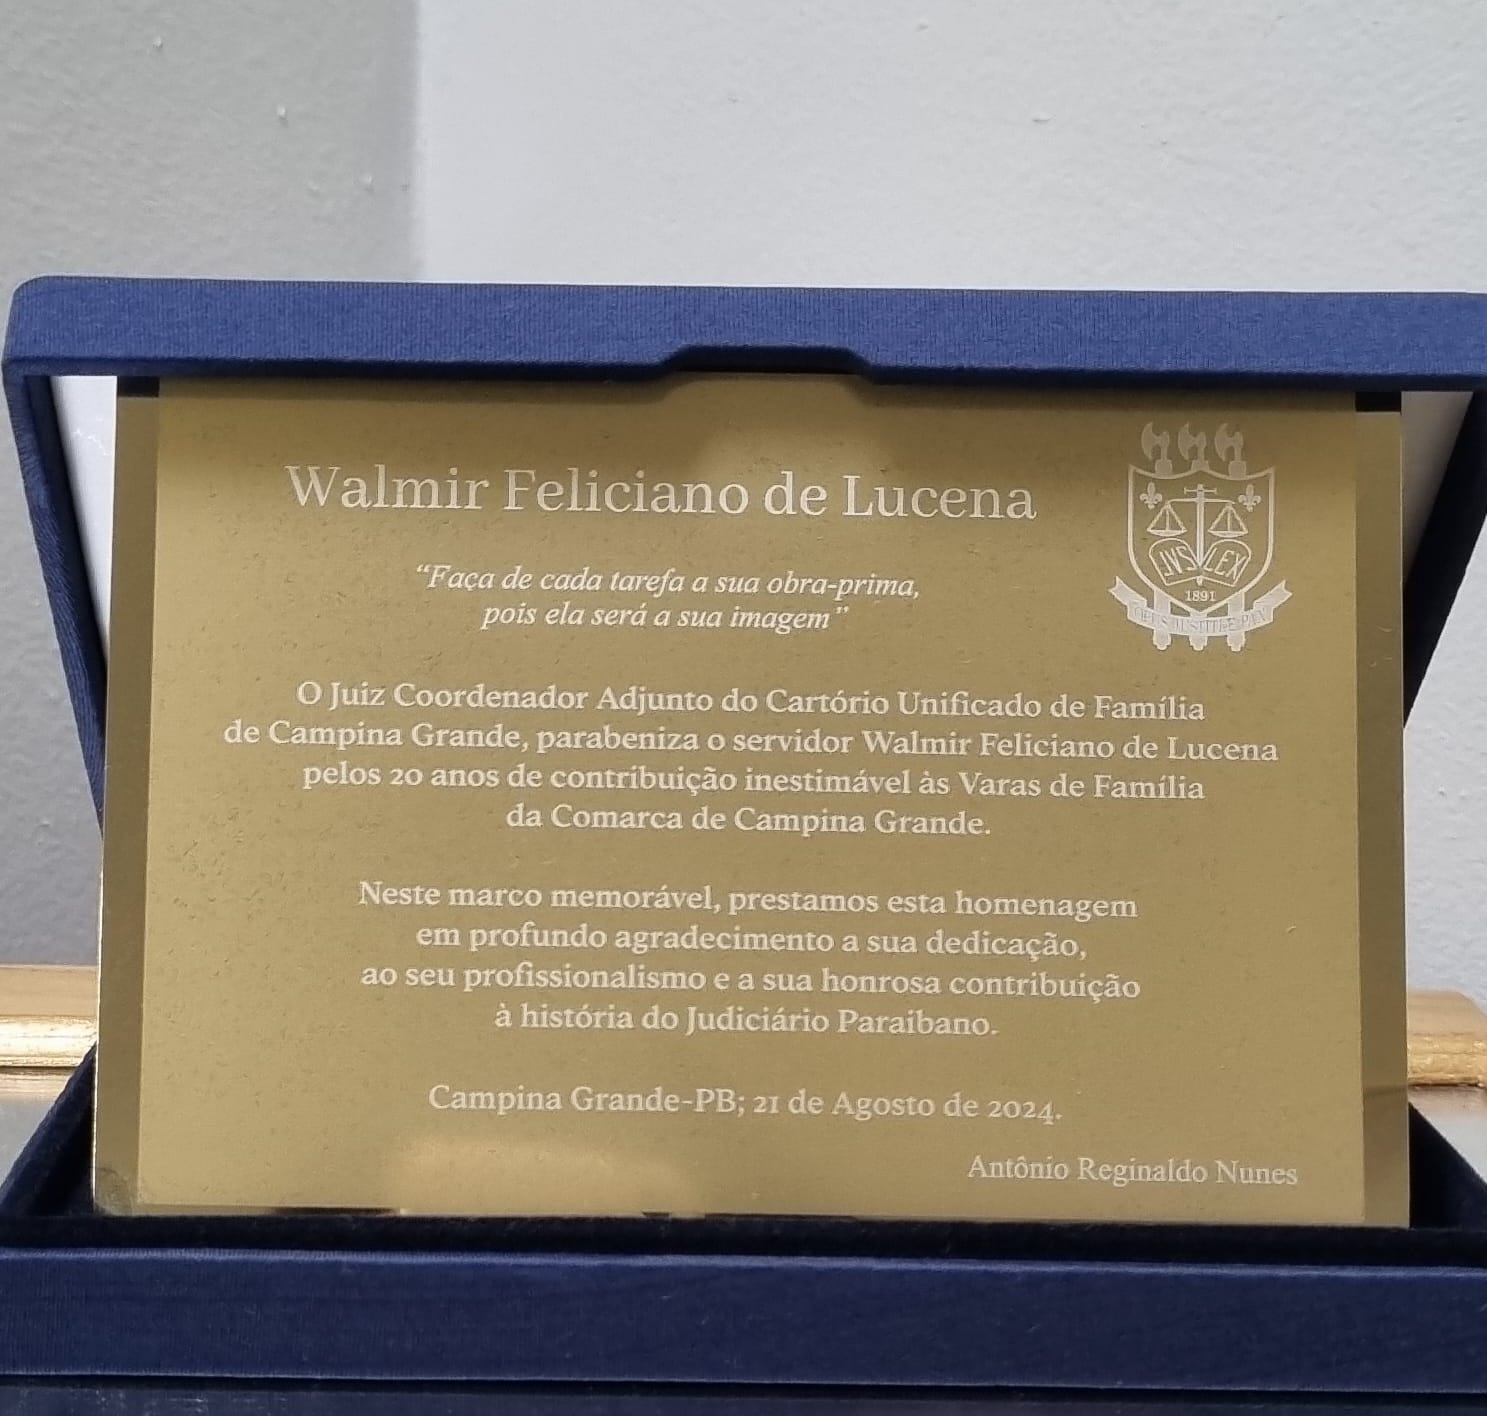 Walmir Feliciano de Lucena
“Faça de cada tarefa a sua obra-prima,
pois ela será a sua imagem”
JVS LEX
1891
OPUS JUSTITIÆ PAX
O Juiz Coordenador Adjunto do Cartório Unificado de Família
de Campina Grande, parabeniza o servidor Walmir Feliciano de Lucena
pelos 20 anos de contribuição inestimável às Varas de Família
da Comarca de Campina Grande.
Neste marco memorável, prestamos esta homenagem
em profundo agradecimento a sua dedicação,
ao seu profissionalismo e a sua honrosa contribuição
à história do Judiciário Paraibano.
Campina Grande-PB; 21 de Agosto de 2024.
Antônio Reginaldo Nunes